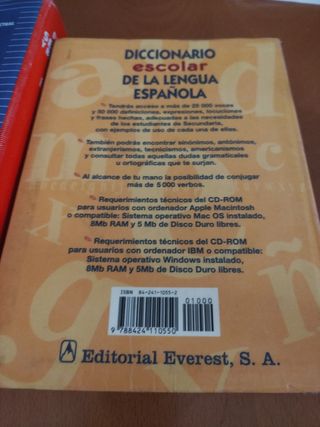 DICCIONARIO
escolar
DE LA LENGUA
ESPAÑOLA
Tendrás acceso a más de 25 000 voces
y 50 000 definiciones, expresiones, locuciones
y frases hechas, adecuadas a las necesidades
de los estudiantes de Secundaria,
con ejemplos de uso de cada una de ellas.
También podrás encontrar sinónimos, antónimos,
extranjerismos, tecnicismos, americanismos
y consultar todas aquellas dudas gramaticales
u ortográficas que te surjan.
Al alcance de tu mano la posibilidad de conjugar
más de 5 000 verbos.
Requerimientos técnicos del CD-ROM
para usuarios con ordenador Apple Macintosh
o compatible: Sistema operativo Mac OS instalado,
8Mb RAM y 5 Mb de Disco Duro libres.
Requerimientos técnicos del CD-ROM
para usuarios con ordenador IBM o compatible:
Sistema operativo Windows instalado,
8Mb RAM y 5Mb de Disco Duro libres.
ISBN 84-241-1055-2
01000
9 788424 110550
Editorial Everest, S. A.